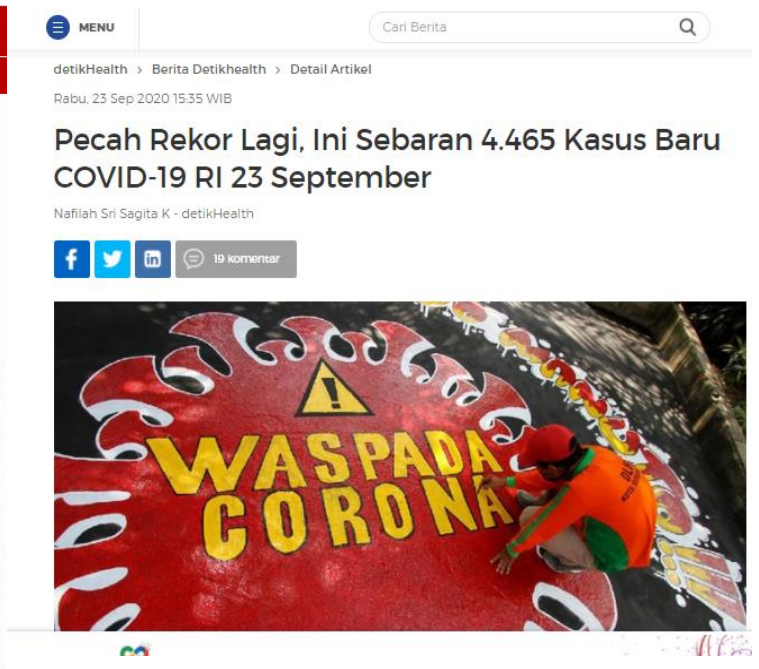 MENU
Cari Berita
detikHealth > Berita Detikhealth > Detail Artikel
Rabu, 23 Sep 2020 15:35 WIB
Pecah Rekor Lagi, Ini Sebaran 4.465 Kasus Baru
COVID-19 RI 23 September
Nafilah Sri Sagita K - detikHealth
19 komentar
WASPADA
CORONA